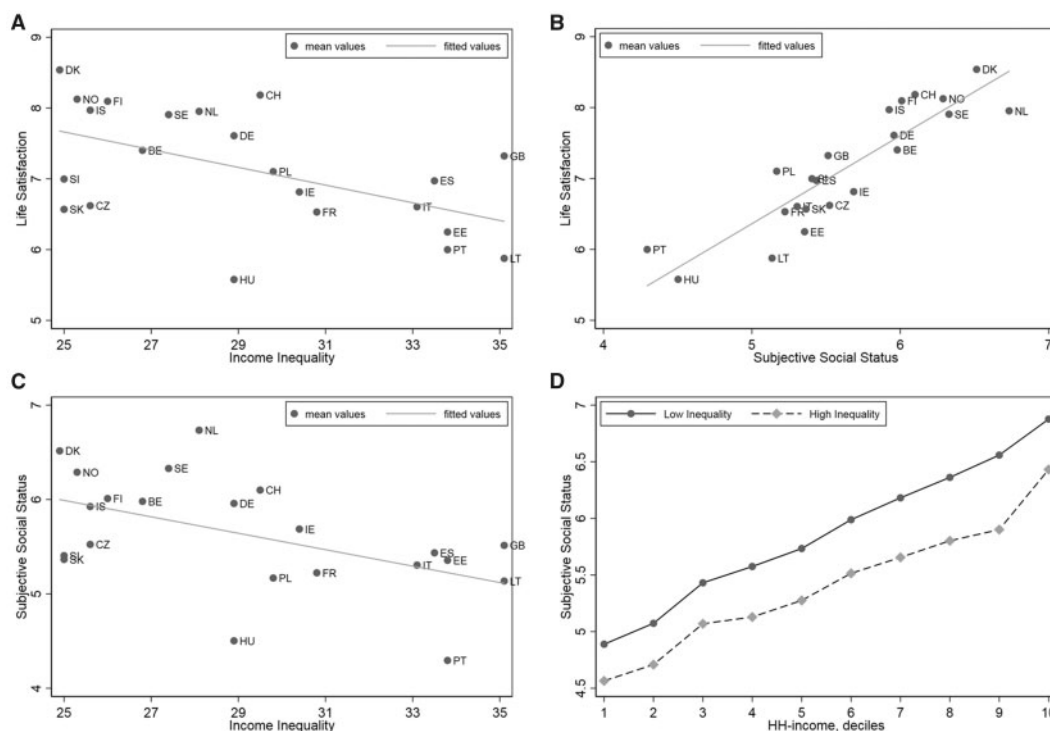 A
mean values
fitted values
Life Satisfaction
9
8
7
6
5
DK
NO
FI
IS
SE
NL
CH
DE
BE
GB
PL
SI
ES
IE
SK
CZ
FR
IT
EE
PT
LT
HU
25
27
29
31
33
35
Income Inequality
B
mean values
fitted values
Life Satisfaction
9
8
7
6
5
DK
CH
FI
NO
IS
SE
NL
DE
BE
GB
PL
SI
ES
IE
IT
SK
CZ
FR
EE
PT
LT
HU
4
5
6
7
Subjective Social Status
C
mean values
fitted values
Subjective Social Status
7
6
5
4
NL
DK
NO
SE
CH
FI
IS
BE
DE
IE
CZ
SI
SK
GB
ES
EE
IT
PL
FR
LT
HU
PT
25
27
29
31
33
35
Income Inequality
D
Low Inequality
High Inequality
Subjective Social Status
7
6.5
6
5.5
5
4.5
1
2
3
4
5
6
7
8
9
10
HH-income, deciles